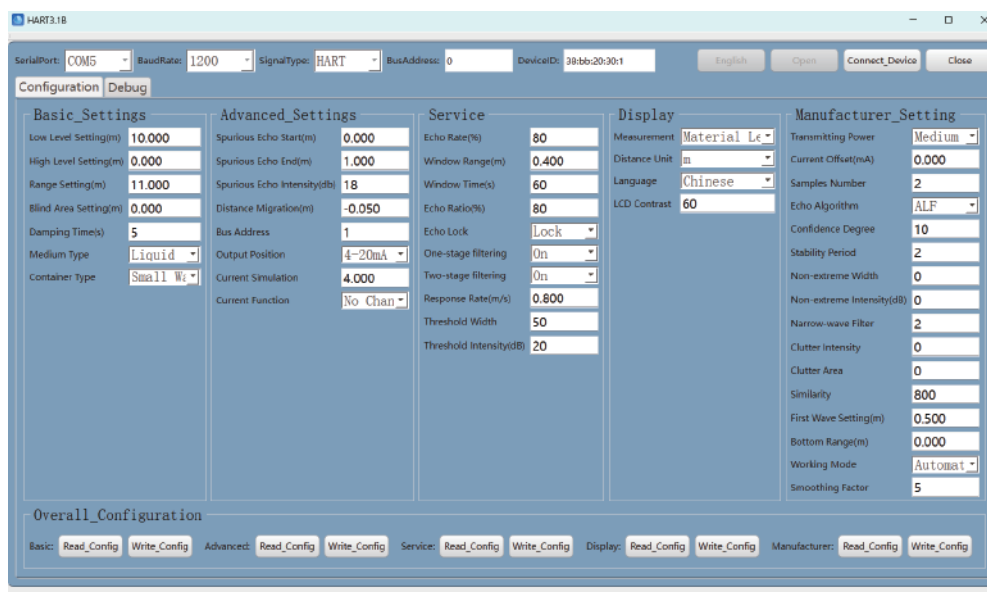 HART3.1B
SerialPort: COM5 BaudRate: 1200 SignalType: HART BusAddress: 0 DeviceID: 38:bb:20:30:1 English Open Connect_Device Close
Configuration Debug
Basic_Settings
Low Level Setting(m) 10.000
High Level Setting(m) 0.000
Range Setting(m) 11.000
Blind Area Setting(m) 0.000
Damping Time(s) 5
Medium Type Liquid
Container Type Small Wa
Advanced_Settings
Spurious Echo Start(m) 0.000
Spurious Echo End(m) 1.000
Spurious Echo Intensity(db) 18
Distance Migration(m) -0.050
Bus Address 1
Output Position 4-20mA
Current Simulation 4.000
Current Function No Chan
Service
Echo Rate(%) 80
Window Range(m) 0.400
Window Time(s) 60
Echo Ratio(%) 80
Echo Lock Lock
One-stage filtering On
Two-stage filtering On
Response Rate(m/s) 0.800
Threshold Width 50
Threshold Intensity(dB) 20
Display
Measurement Material Le
Distance Unit m
Language Chinese
LCD Contrast 60
Manufacturer_Setting
Transmitting Power Medium
Current Offset(mA) 0.000
Samples Number 2
Echo Algorithm ALF
Confidence Degree 10
Stability Period 2
Non-extreme Width 0
Non-extreme Intensity(dB) 0
Narrow-wave Filter 2
Clutter Intensity 0
Clutter Area 0
Similarity 800
First Wave Setting(m) 0.500
Bottom Range(m) 0.000
Working Mode Automat
Smoothing Factor 5
Overall_Configuration
Basic: Read_Config Write_Config Advanced: Read_Config Write_Config Service: Read_Config Write_Config Display: Read_Config Write_Config Manufacturer: Read_Config Write_Config